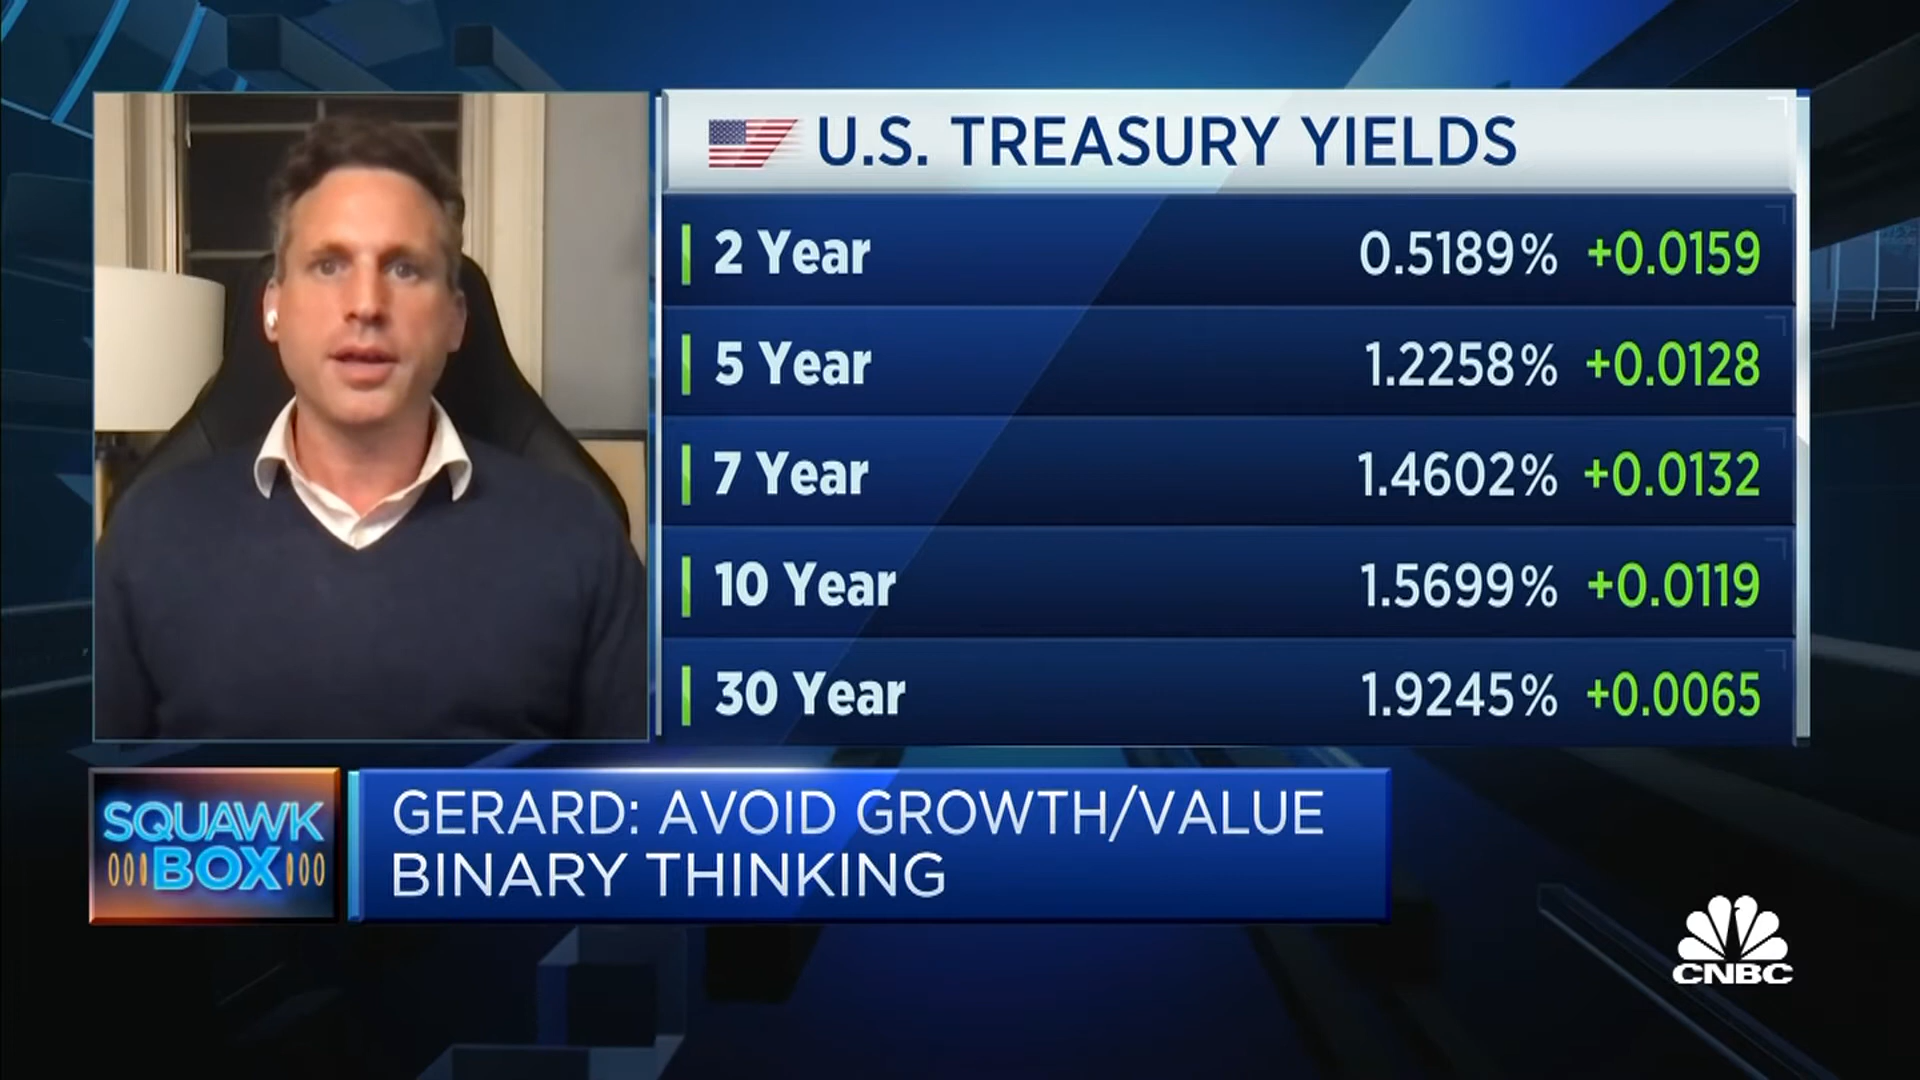 U.S. TREASURY YIELDS
2 Year 0.5189% +0.0159
5 Year 1.2258% +0.0128
7 Year 1.4602% +0.0132
10 Year 1.5699% +0.0119
30 Year 1.9245% +0.0065
SQUAWK
BOX
GERARD: AVOID GROWTH/VALUE
BINARY THINKING
CNBC